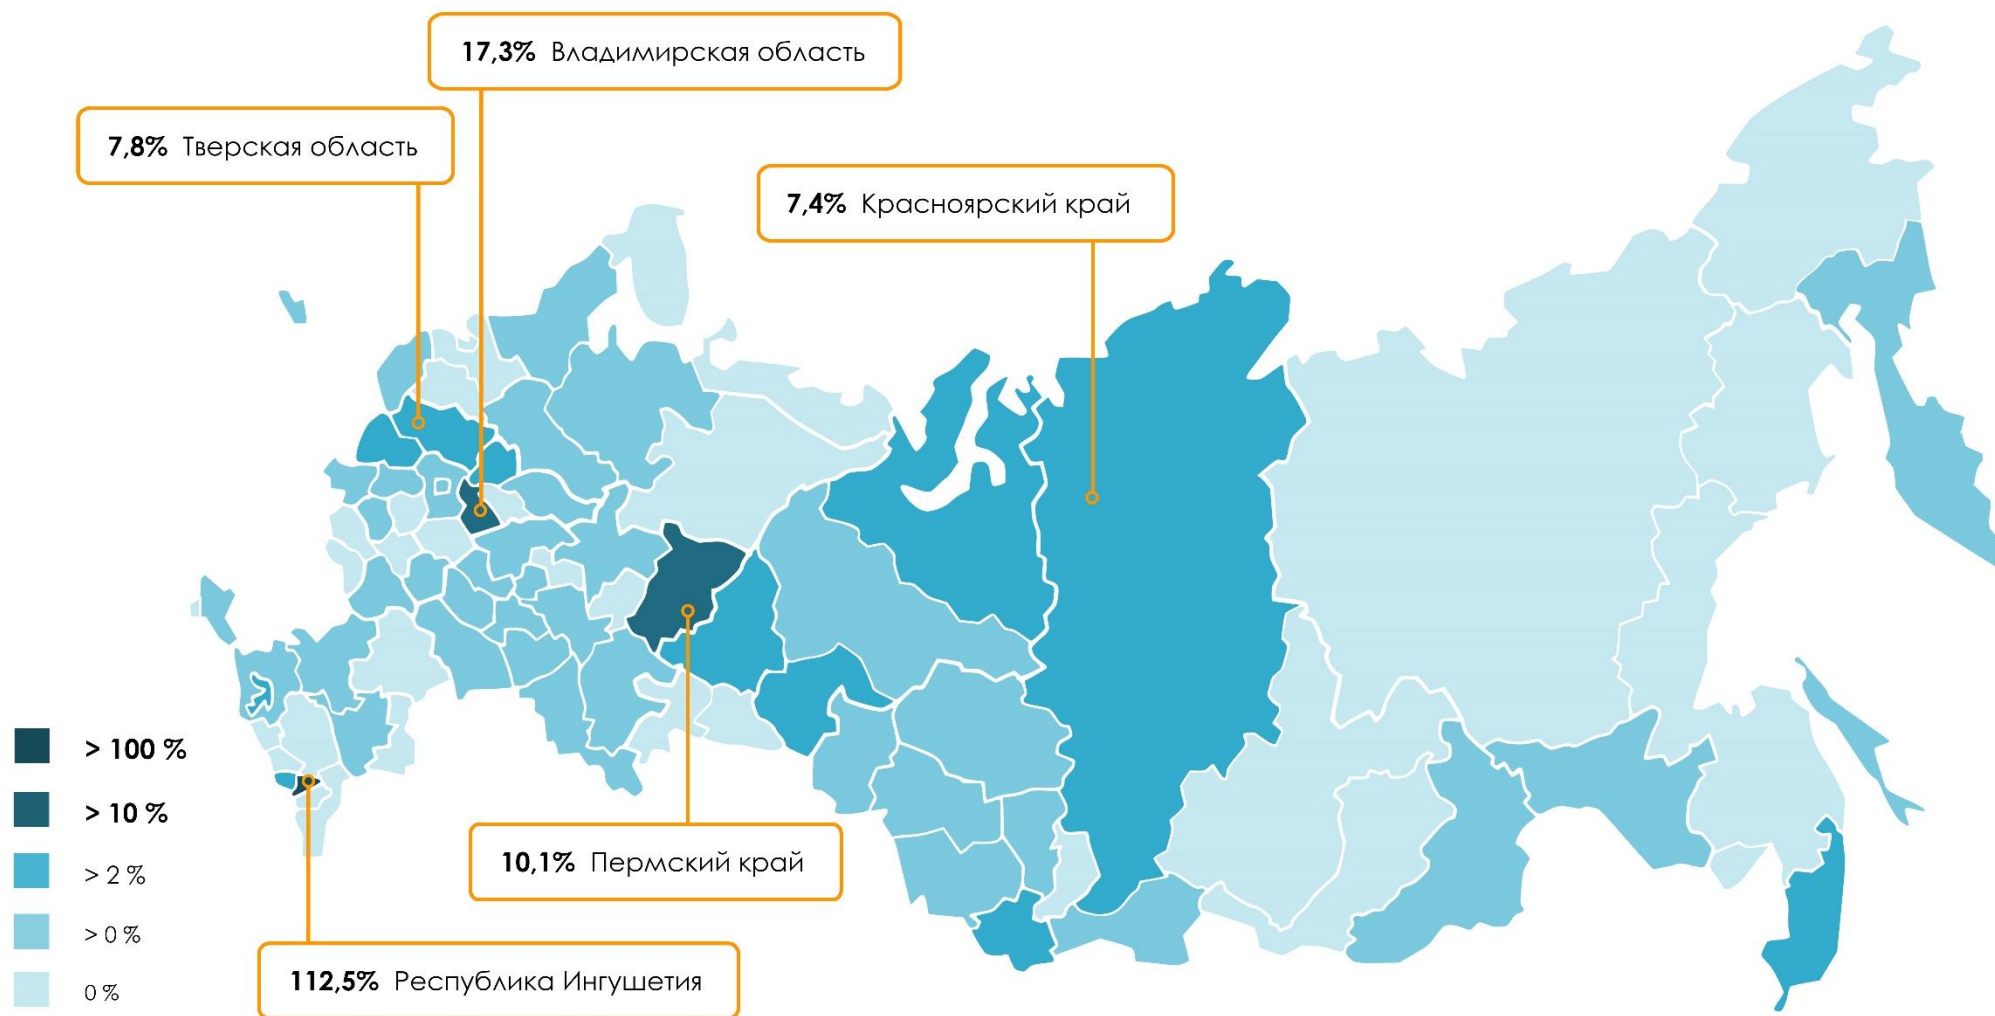 17,3% Владимирская область
7,8% Тверская область
7,4% Красноярский край
> 100 %
> 10 %
> 2 %
> 0 %
0 %
10,1% Пермский край
112,5% Республика Ингушетия